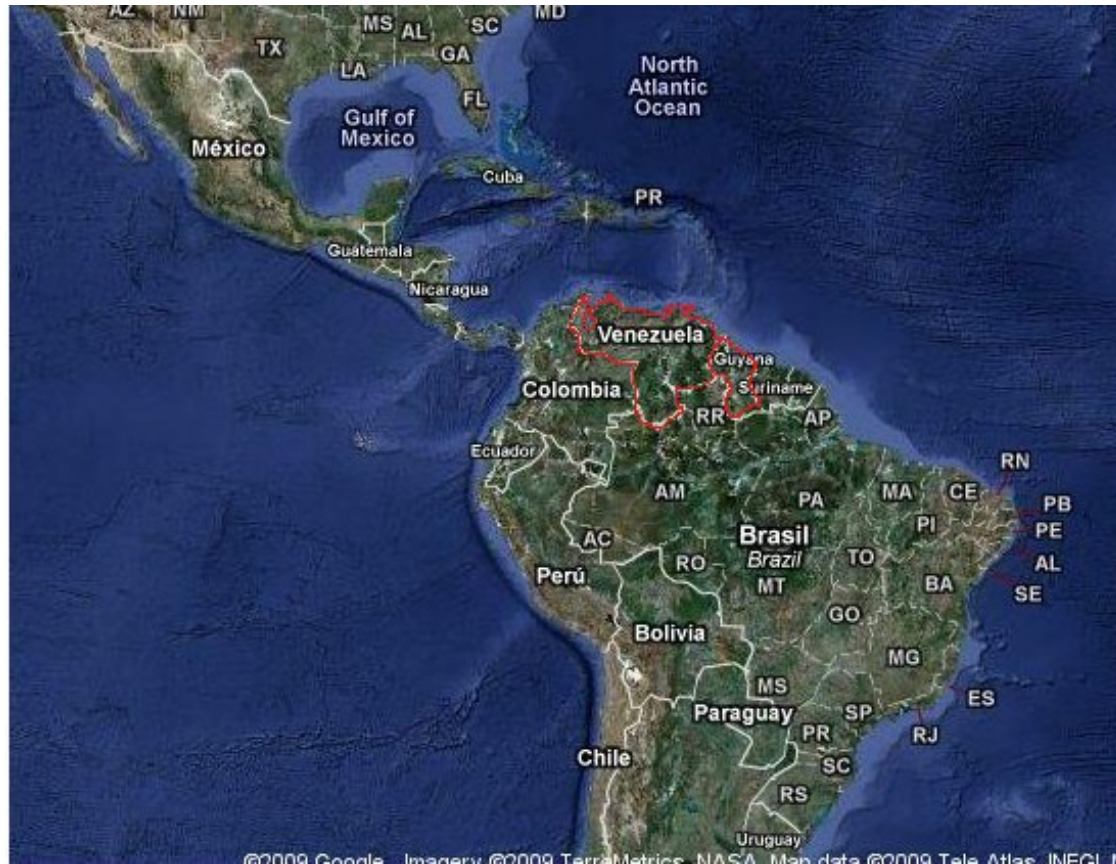 AZ
NM
MS
AL
SC
MD
TX
GA
LA
FL
North
Atlantic
Ocean
Gulf of
Mexico
México
Cuba
PR
Guatemala
Nicaragua
Venezuela
Guyana
Colombia
Suriname
RR
AP
Ecuador
RN
AM
PA
MA
CE
PB
PI
PE
AC
Brasil
Brazil
RO
TO
AL
Perú
MT
BA
SE
GO
Bolivia
MG
MS
ES
Paraguay
SP
PR
RJ
Chile
SC
RS
Uruguay
©2009 Google - Imagery ©2009 TerraMetrics, NASA, Map data ©2009 Tele Atlas, INEGI